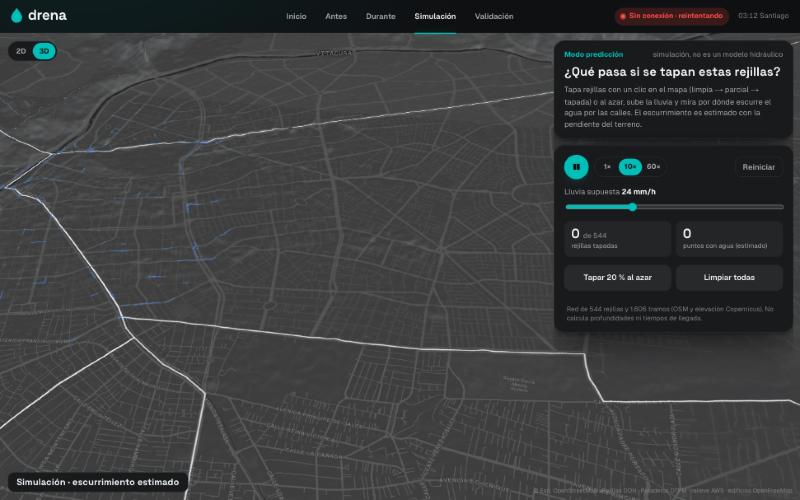 drena
Inicio
Antes
Durante
Simulación
Validación
Sin conexión · reintentando
03:12 Santiago
2D
3D
VITACURA
Modo predicción
simulación, no es un modelo hidráulico
¿Qué pasa si se tapan estas rejillas?
Tapa rejillas con un clic en el mapa (limpia → parcial →
tapada) o al azar, sube la lluvia y mira por dónde escurre el
agua por las calles. El escurrimiento es estimado con la
pendiente del terreno.
1×
10×
60×
Reiniciar
Lluvia supuesta 24 mm/h
0 de 544
rejillas tapadas
0
puntos con agua (estimado)
Tapar 20 % al azar
Limpiar todas
Red de 544 rejillas y 1.606 tramos (OSM y elevación Copernicus). No
calcula profundidades ni tiempos de llegada.
Simulación · escurrimiento estimado